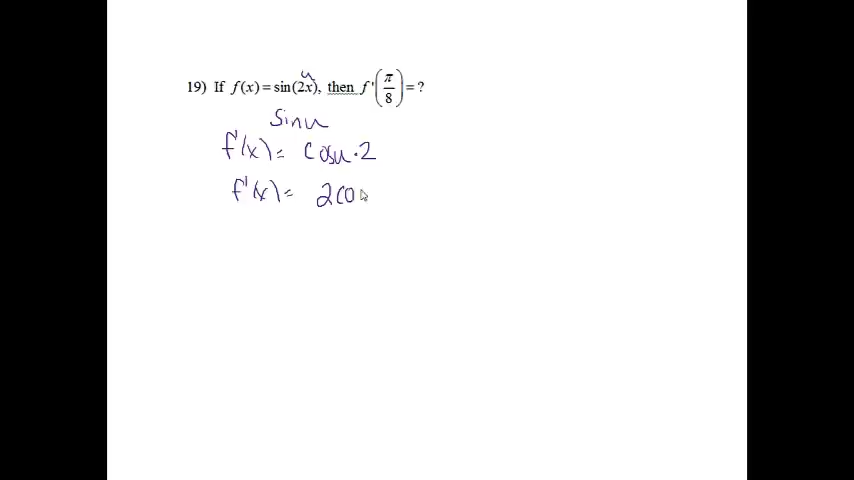 19) If f(x) = sin(2x), then f'(π/8) = ?
u
sin u
f'(x) = cos u · 2
f'(x) = 2co